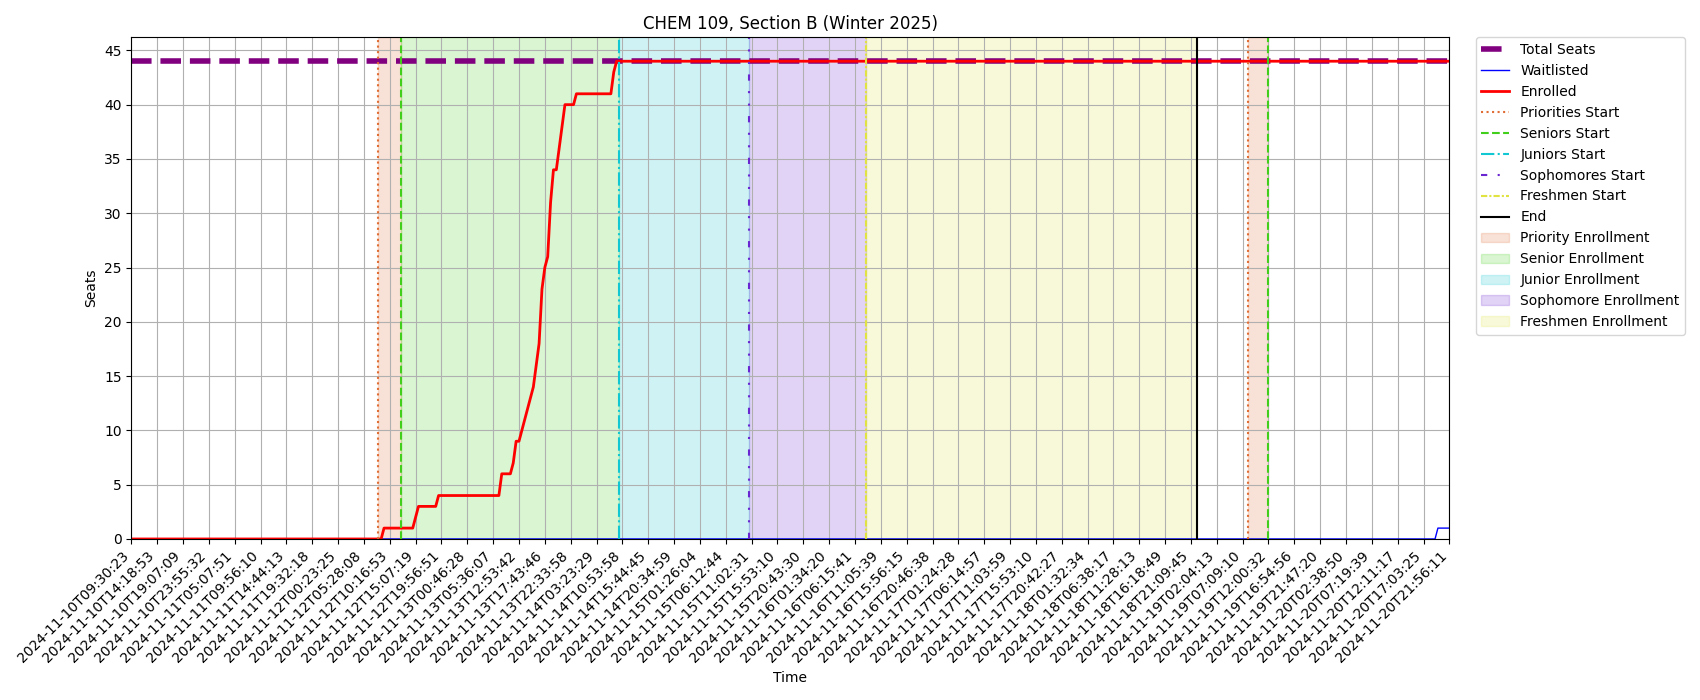 CHEM 109, Section B (Winter 2025)
Seats
45
40
35
30
25
20
15
10
5
0
2024-11-10T09:30:23
2024-11-10T14:18:53
2024-11-10T19:07:09
2024-11-10T23:55:32
2024-11-11T05:07:51
2024-11-11T09:56:10
2024-11-11T14:44:13
2024-11-11T19:32:18
2024-11-12T00:23:25
2024-11-12T05:28:08
2024-11-12T10:16:53
2024-11-12T15:07:19
2024-11-12T19:56:51
2024-11-13T00:46:28
2024-11-13T05:36:07
2024-11-13T12:53:42
2024-11-13T17:43:46
2024-11-13T22:33:58
2024-11-14T03:23:29
2024-11-14T10:53:58
2024-11-14T15:44:45
2024-11-14T20:34:59
2024-11-15T01:26:04
2024-11-15T06:12:44
2024-11-15T11:02:31
2024-11-15T15:53:10
2024-11-15T20:43:30
2024-11-16T01:34:20
2024-11-16T06:15:41
2024-11-16T11:05:39
2024-11-16T15:56:15
2024-11-16T20:46:38
2024-11-17T01:24:28
2024-11-17T06:14:57
2024-11-17T11:03:59
2024-11-17T15:53:10
2024-11-17T20:42:27
2024-11-18T01:32:34
2024-11-18T06:38:17
2024-11-18T11:28:13
2024-11-18T16:18:49
2024-11-18T21:09:45
2024-11-19T02:04:13
2024-11-19T07:09:10
2024-11-19T12:00:32
2024-11-19T16:54:56
2024-11-19T21:47:20
2024-11-20T02:38:50
2024-11-20T07:19:39
2024-11-20T12:11:17
2024-11-20T17:03:25
2024-11-20T21:56:11
Time
Total Seats
Waitlisted
Enrolled
Priorities Start
Seniors Start
Juniors Start
Sophomores Start
Freshmen Start
End
Priority Enrollment
Senior Enrollment
Junior Enrollment
Sophomore Enrollment
Freshmen Enrollment